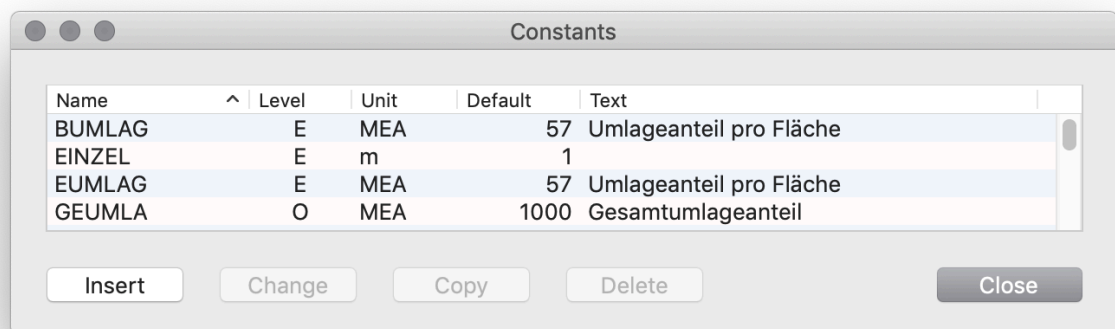 Constants
Name Level Unit Default Text
BUMLAG E MEA 57 Umlageanteil pro Fläche
EINZEL E m 1
EUMLAG E MEA 57 Umlageanteil pro Fläche
GEUMLA O MEA 1000 Gesamtumlageanteil
Insert Change Copy Delete Close